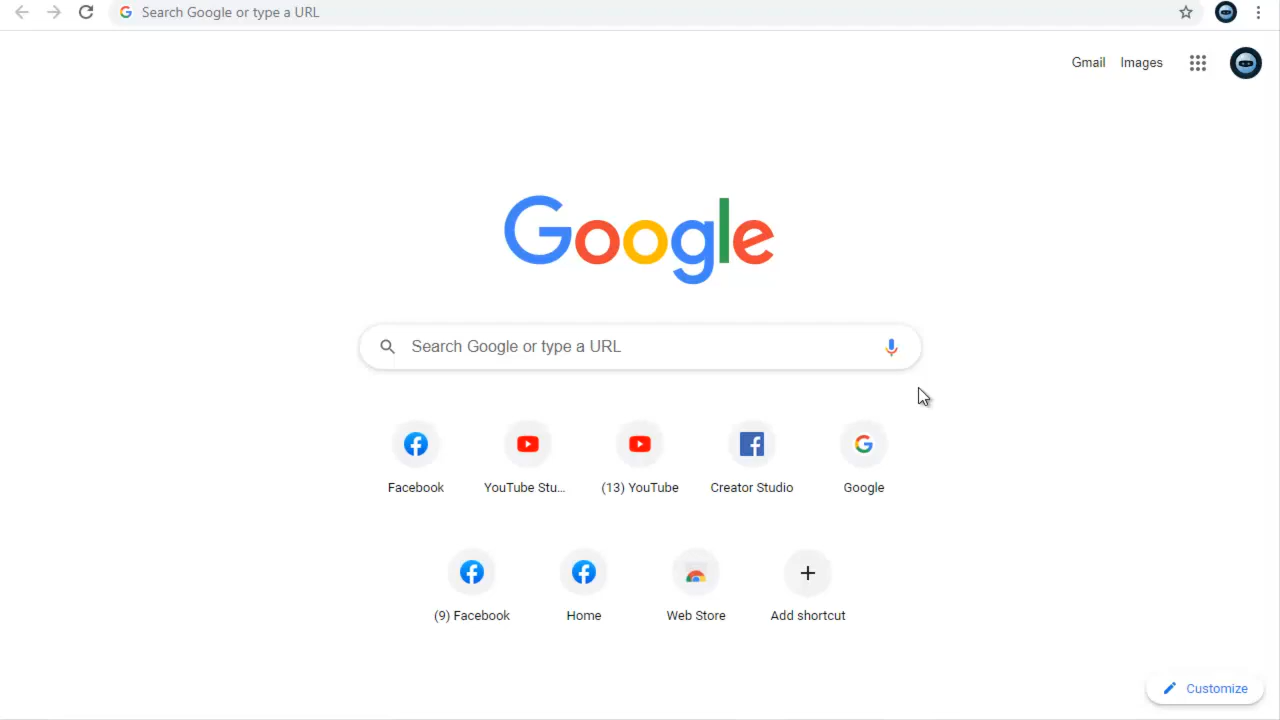 Search Google or type a URL
Gmail Images
Google
Search Google or type a URL
Facebook YouTube Stu... (13) YouTube Creator Studio Google
(9) Facebook Home Web Store Add shortcut
Customize